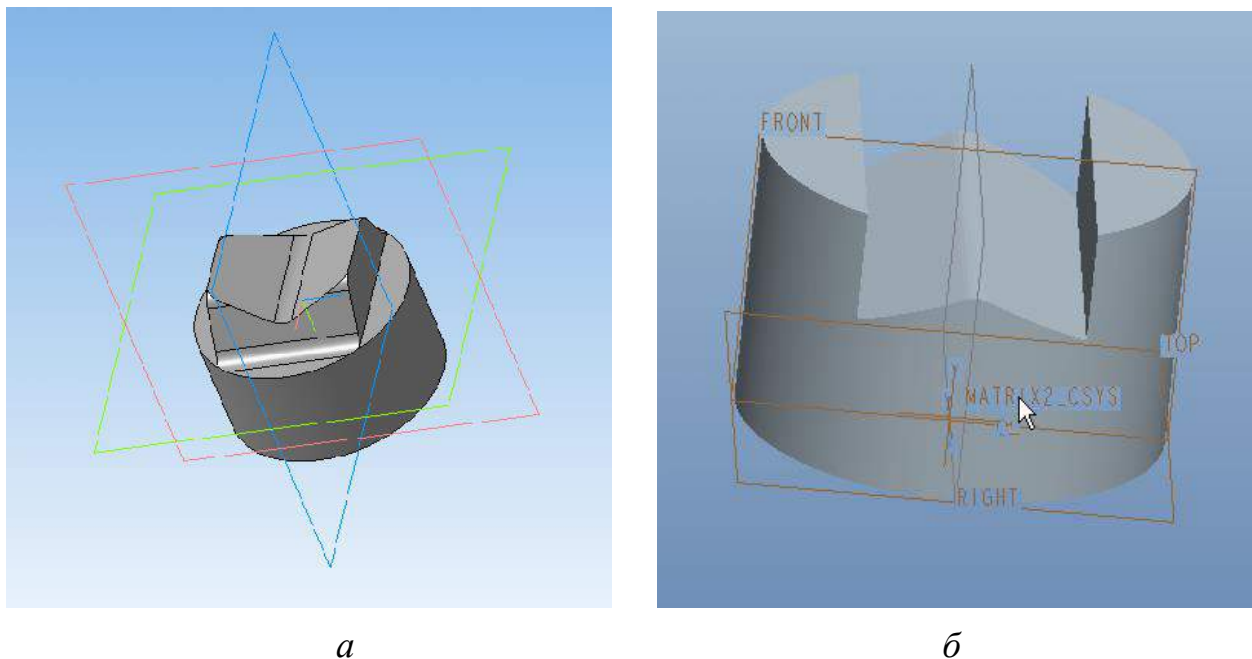 FRONT
TOP
MATRIX2_CSYS
RIGHT
а
б